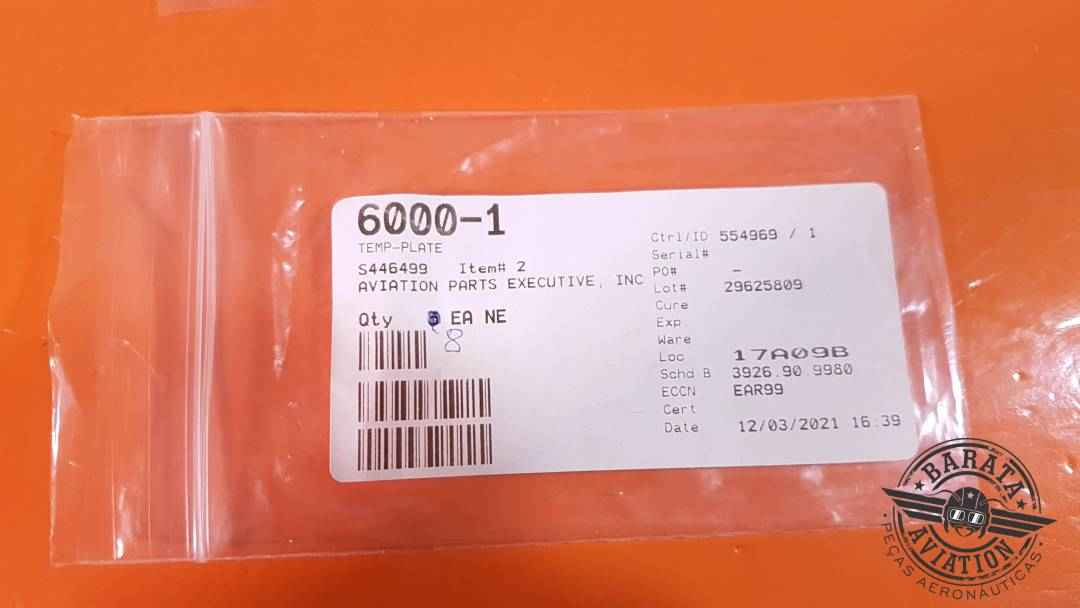 6000-1
TEMP-PLATE
S446499 Item# 2
AVIATION PARTS EXECUTIVE, INC
Qty EA NE
8
Ctrl/ID 554969 / 1
Serial#
PO# -
Lot# 29625809
Cure
Exp
Ware
Loc 17A09B
Schd B 3926.90.9980
ECCN EAR99
Cert
Date 12/03/2021 16:39
BARATA
AVIATION
PEÇAS AERONÁUTICAS